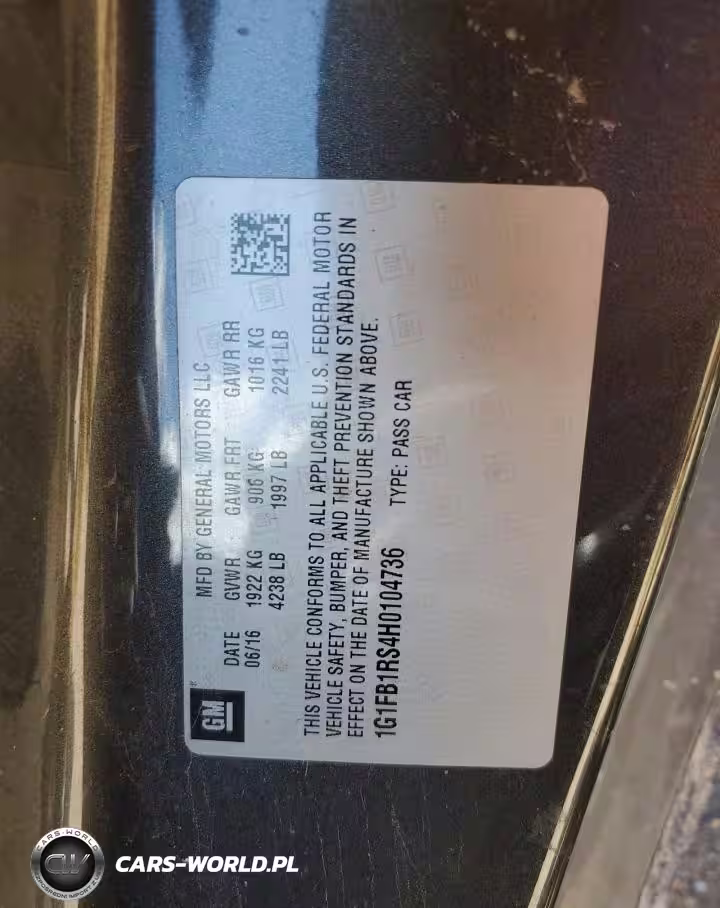 MFD BY GENERAL MOTORS LLC
DATE GVWR GAWR FRT GAWR RR
06/16 1922 KG 906 KG 1016 KG
4238 LB 1997 LB 2241 LB
GM
THIS VEHICLE CONFORMS TO ALL APPLICABLE U.S. FEDERAL MOTOR
VEHICLE SAFETY, BUMPER, AND THEFT PREVENTION STANDARDS IN
EFFECT ON THE DATE OF MANUFACTURE SHOWN ABOVE.
1G1FB1RS4H0104736 TYPE: PASS CAR
CARS-WORLD
CW
CARS-WORLD.PL